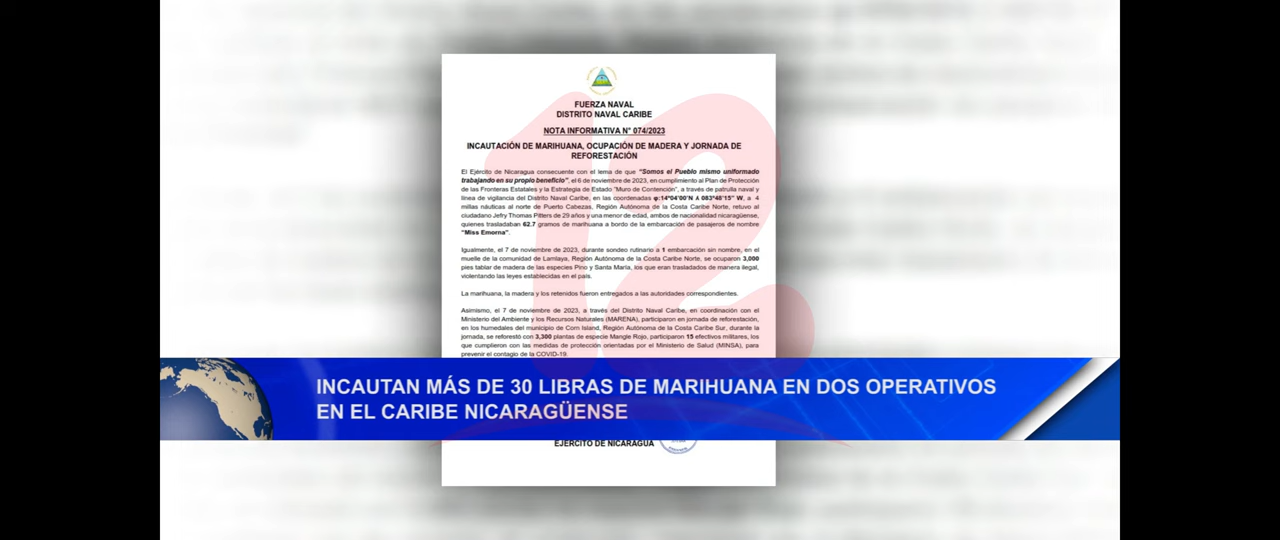 FUERZA NAVAL
DISTRITO NAVAL CARIBE
NOTA INFORMATIVA N° 074/2023
INCAUTACIÓN DE MARIHUANA, OCUPACIÓN DE MADERA Y JORNADA DE
REFORESTACIÓN
El Ejército de Nicaragua consecuente con el lema de que "Somos el Pueblo mismo uniformado
trabajando en su propio beneficio", el 6 de noviembre de 2023, en cumplimiento al Plan de Protección
de las Fronteras Estatales y la Estrategia de Estado "Muro de Contención", a través de patrulla naval y
línea de vigilancia del Distrito Naval Caribe, en las coordenadas φ:14°04'00"N ʎ 083°48'15" W, a 4
millas náuticas al norte de Puerto Cabezas, Región Autónoma de la Costa Caribe Norte, retuvo al
ciudadano Jefry Thomas Pitters de 29 años y una menor de edad, ambos de nacionalidad nicaragüense,
quienes trasladaban 62.7 gramos de marihuana a bordo de la embarcación de pasajeros de nombre
"Miss Emorna".
Igualmente, el 7 de noviembre de 2023, durante sondeo rutinario a 1 embarcación sin nombre, en el
muelle de la comunidad de Lamlaya, Región Autónoma de la Costa Caribe Norte, se ocuparon 3,000
pies tablar de madera de las especies Pino y Santa María, los que eran trasladados de manera ilegal,
violentando las leyes establecidas en el país.
La marihuana, la madera y los retenidos fueron entregados a las autoridades correspondientes.
Asimismo, el 7 de noviembre de 2023, a través del Distrito Naval Caribe, en coordinación con el
Ministerio del Ambiente y los Recursos Naturales (MARENA), participaron en jornada de reforestación,
en los humedales del municipio de Corn Island, Región Autónoma de la Costa Caribe Sur, durante la
jornada, se reforestó con 3,300 plantas de especie Mangle Rojo, participaron 15 efectivos militares, los
que cumplieron con las medidas de protección orientadas por el Ministerio de Salud (MINSA), para
prevenir el contagio de la COVID-19.
12
INCAUTAN MÁS DE 30 LIBRAS DE MARIHUANA EN DOS OPERATIVOS
EN EL CARIBE NICARAGÜENSE
EJÉRCITO DE NICARAGUA